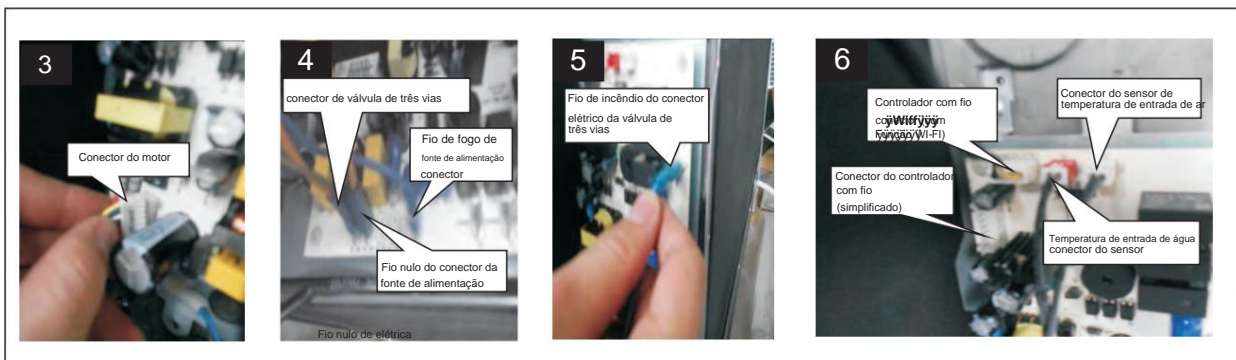 3
Conector do motor
4
conector de válvula de três vias
Fio de fogo de
fonte de alimentação
conector
Fio nulo do conector da
fonte de alimentação
Fio nulo de elétrica
5
Fio de incêndio do conector
elétrico da válvula de
três vias
6
Controlador com fio
WI-FI)
Conector do sensor de
temperatura de entrada de ar
Conector do controlador
com fio
(simplificado)
Temperatura de entrada de água
conector do sensor